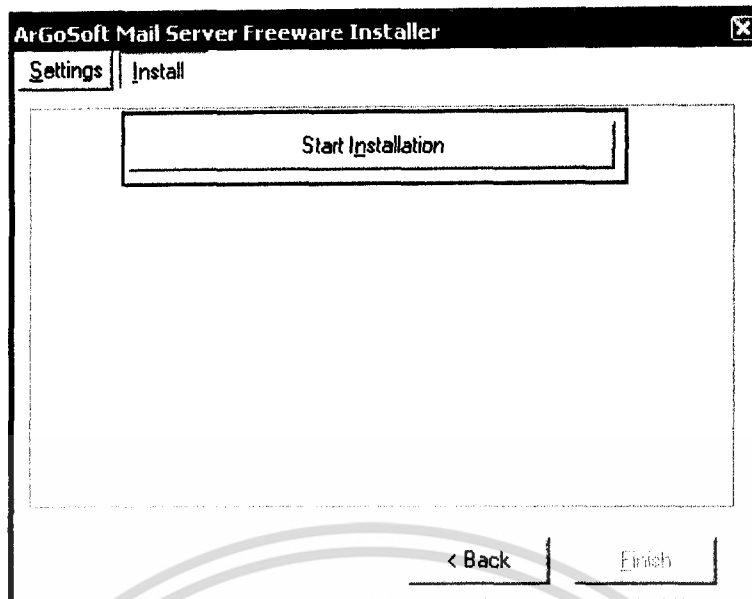 ArGoSoft Mail Server Freeware Installer
Settings Install
Start Installation
< Back Finish